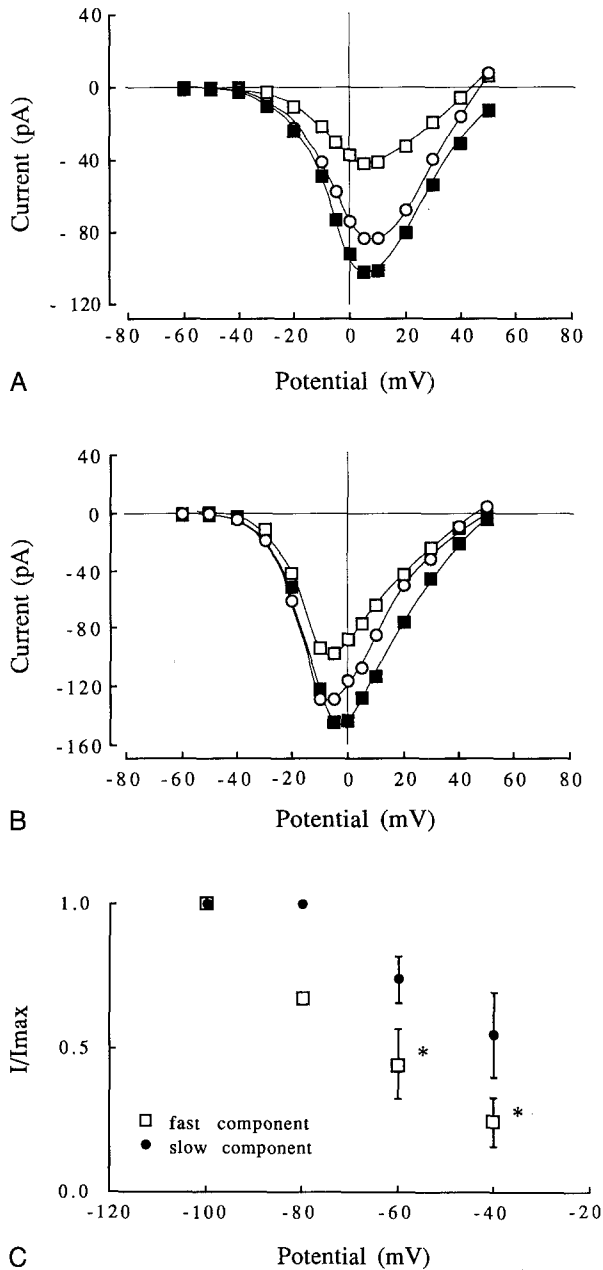 40
0
- 40
- 80
- 120
Current (pA)
-80 -60 -40 -20 0 20 40 60 80
Potential (mV)
A
40
0
-40
-80
-120
-160
Current (pA)
-80 -60 -40 -20 0 20 40 60 80
Potential (mV)
B
1.0
0.5
0.0
I/Imax
*
*
fast component
slow component
-120 -100 -80 -60 -40 -20
Potential (mV)
C